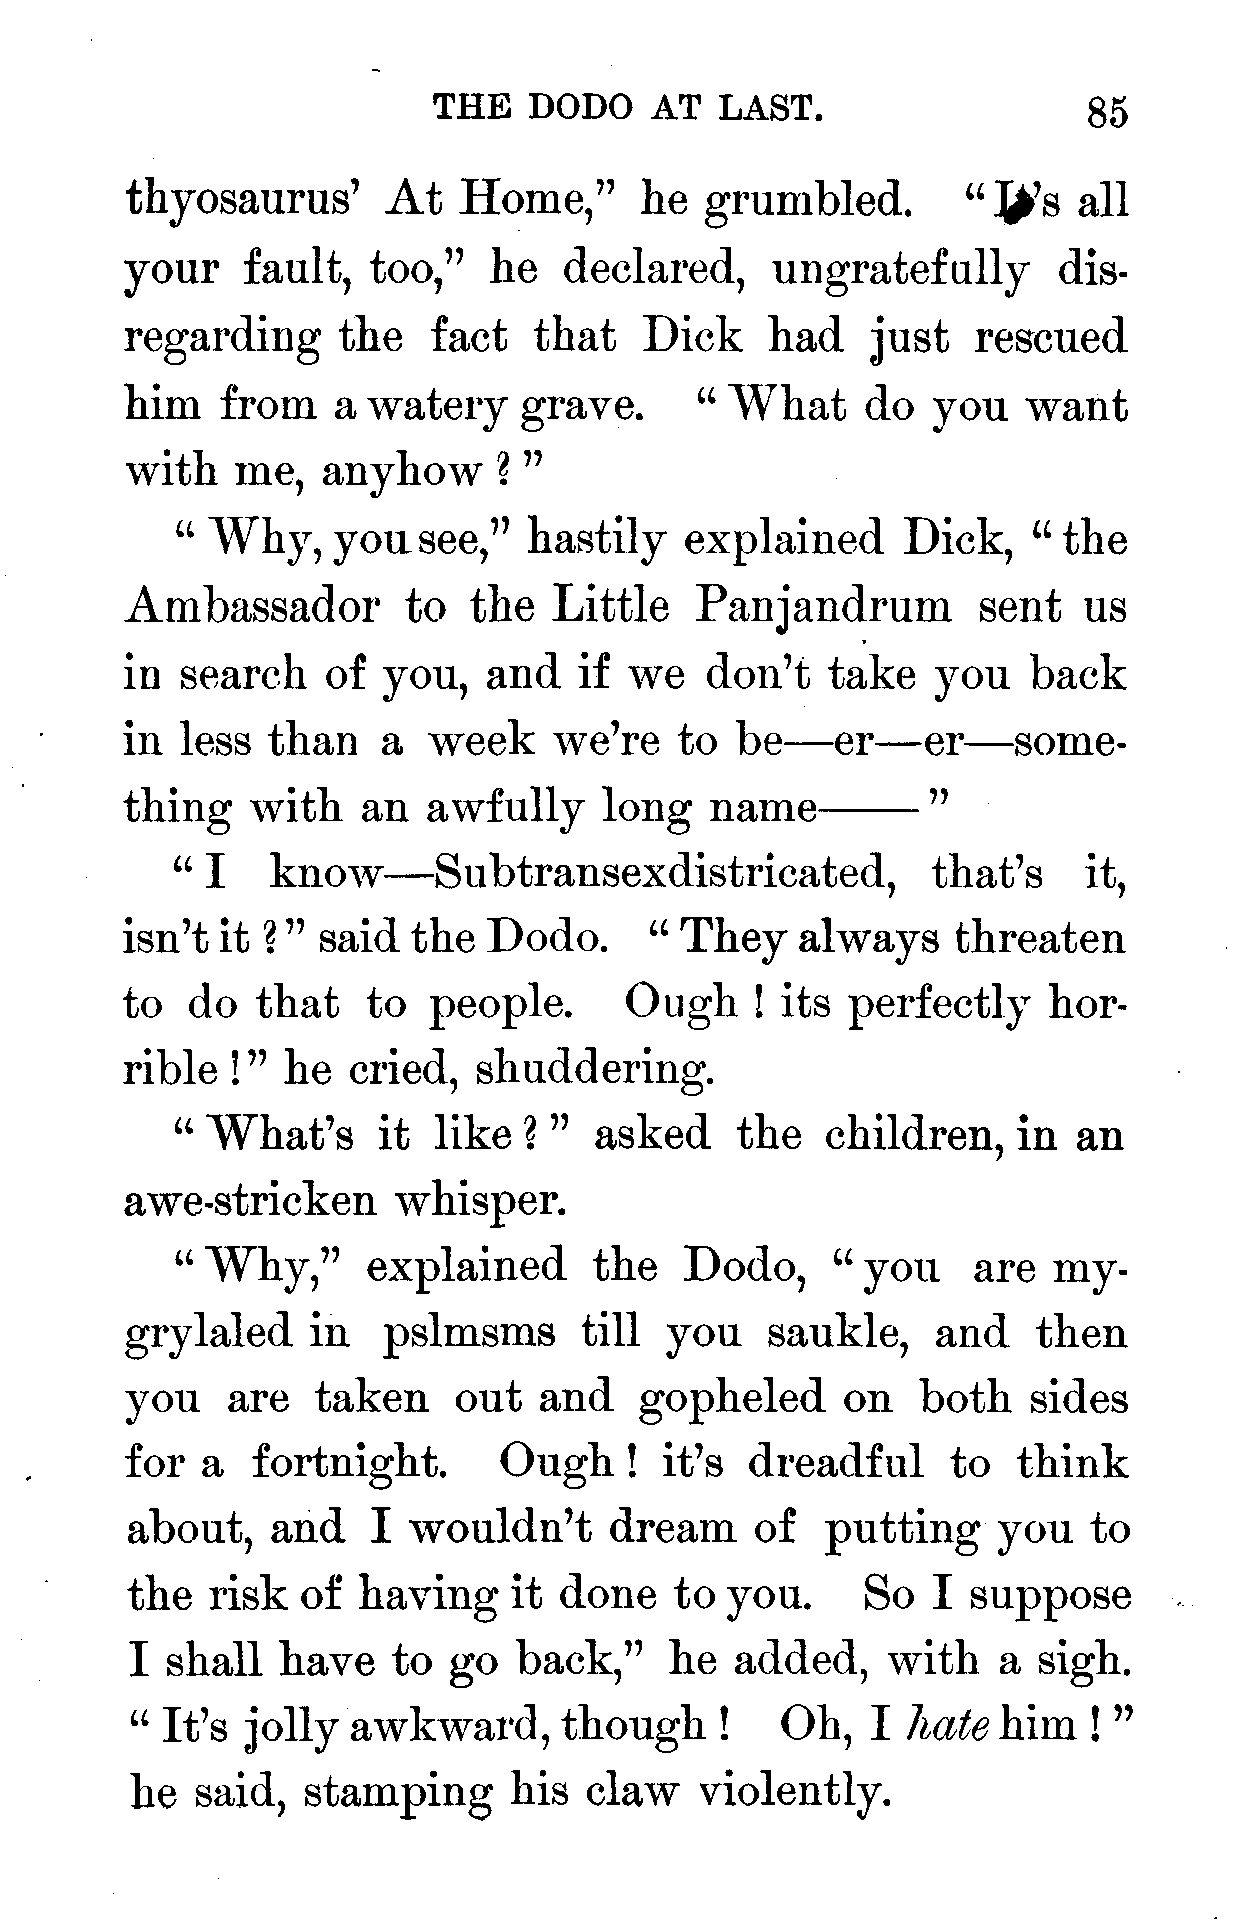 THE DODO AT LAST. 85
thyosaurus' At Home," he grumbled. "It's all
your fault, too," he declared, ungratefully dis-
regarding the fact that Dick had just rescued
him from a watery grave. "What do you want
with me, anyhow?"
"Why, you see," hastily explained Dick, "the
Ambassador to the Little Panjandrum sent us
in search of you, and if we don't take you back
in less than a week we're to be—er—er—some-
thing with an awfully long name——"
"I know—Subtransexdistricated, that's it,
isn't it?" said the Dodo. "They always threaten
to do that to people. Ough! its perfectly hor-
rible!" he cried, shuddering.
"What's it like?" asked the children, in an
awe-stricken whisper.
"Why," explained the Dodo, "you are my-
grylaled in pslmsms till you saukle, and then
you are taken out and gopheled on both sides
for a fortnight. Ough! it's dreadful to think
about, and I wouldn't dream of putting you to
the risk of having it done to you. So I suppose
I shall have to go back," he added, with a sigh.
"It's jolly awkward, though! Oh, I hate him!"
he said, stamping his claw violently.